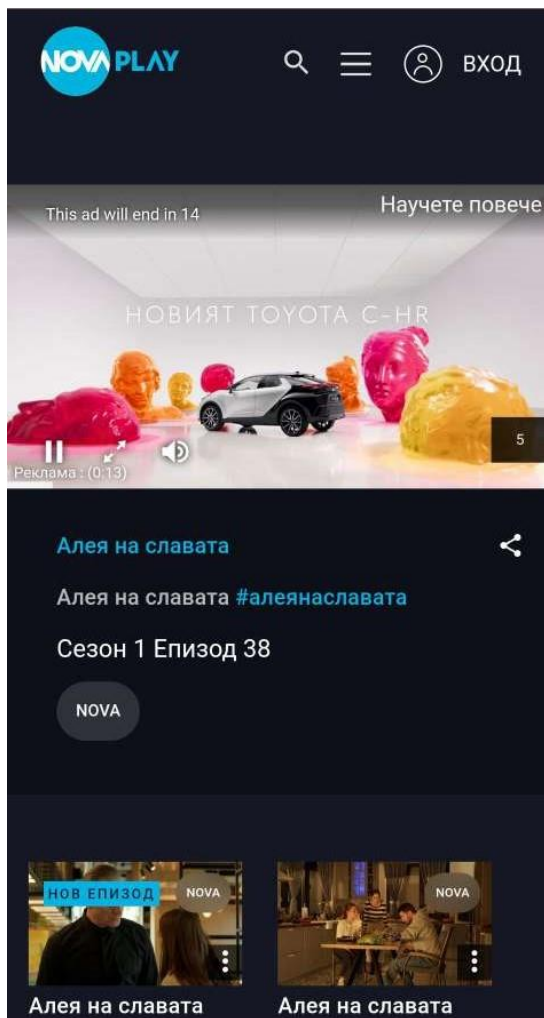 NOVA PLAY
ВХОД
This ad will end in 14
Научете повече
НОВИЯТ TOYOTA C-HR
5
Реклама : (0:13)
Алея на славата
Алея на славата #алеянаславата
Сезон 1 Епизод 38
NOVA
НОВ ЕПИЗОД
NOVA
NOVA
Алея на славата
Алея на славата